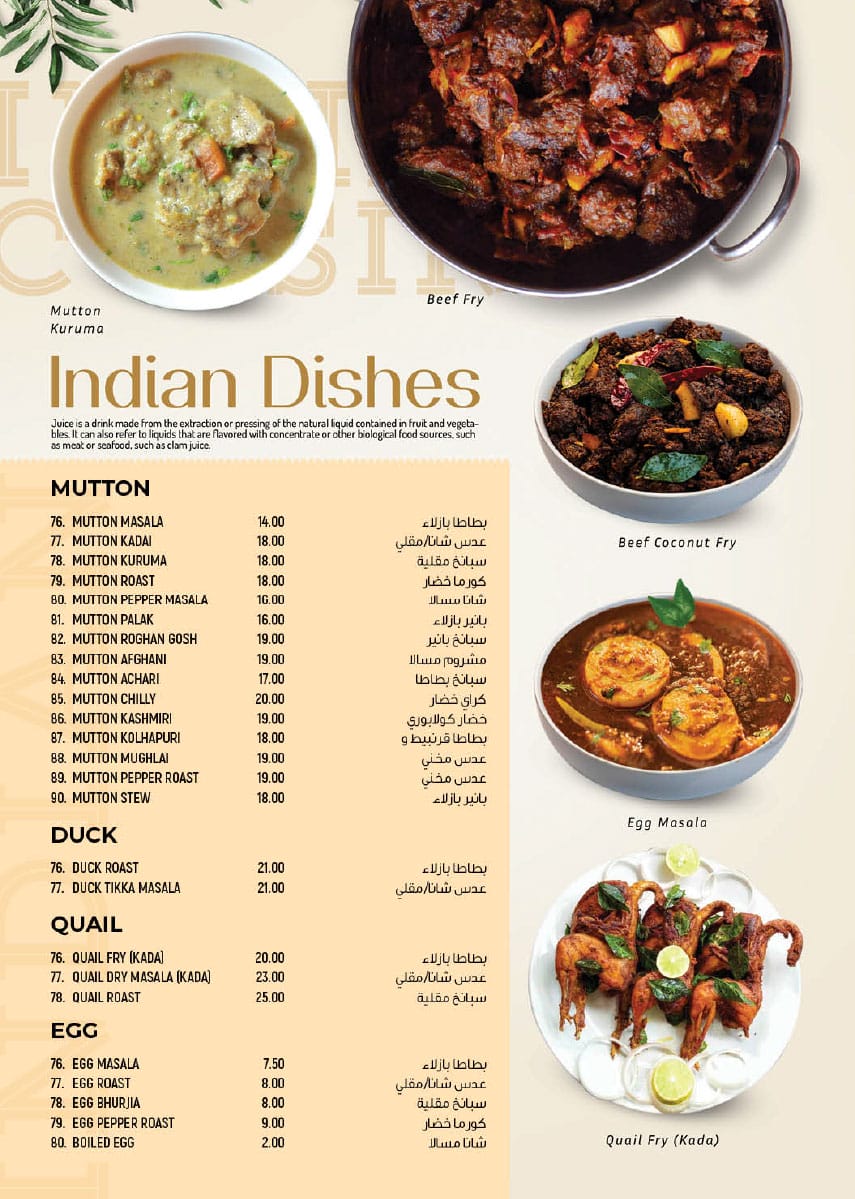 Mutton
Kuruma
Beef Fry
Indian Dishes
Juice is a drink made from the extraction or pressing of the natural liquid contained in fruit and vegeta-
bles. It can also refer to liquids that are flavored with concentrate or other biological food sources, such
as meat or seafood, such as clam juice.
Beef Coconut Fry
Egg Masala
Quail Fry (Kada)
MUTTON
76. MUTTON MASALA 14.00 بطاطا بازلاء
77. MUTTON KADAI 18.00 عدس شانا/مقلي
78. MUTTON KURUMA 18.00 سبانخ مقلية
79. MUTTON ROAST 18.00 كورما خضار
80. MUTTON PEPPER MASALA 16.00 شانا مسالا
81. MUTTON PALAK 16.00 بانير بازلاء
82. MUTTON ROGHAN GOSH 19.00 سبانخ بانير
83. MUTTON AFGHANI 19.00 مشروم مسالا
84. MUTTON ACHARI 17.00 سبانخ بطاطا
85. MUTTON CHILLY 20.00 كراي خضار
86. MUTTON KASHMIRI 19.00 خضار كولابوري
87. MUTTON KOLHAPURI 18.00 بطاطا قرنبيط و
88. MUTTON MUGHLAI 19.00 عدس مخني
89. MUTTON PEPPER ROAST 19.00 عدس مخني
90. MUTTON STEW 18.00 بانير بازلاء
DUCK
76. DUCK ROAST 21.00 بطاطا بازلاء
77. DUCK TIKKA MASALA 21.00 عدس شانا/مقلي
QUAIL
76. QUAIL FRY (KADA) 20.00 بطاطا بازلاء
77. QUAIL DRY MASALA (KADA) 23.00 عدس شانا/مقلي
78. QUAIL ROAST 25.00 سبانخ مقلية
EGG
76. EGG MASALA 7.50 بطاطا بازلاء
77. EGG ROAST 8.00 عدس شانا/مقلي
78. EGG BHURJIA 8.00 سبانخ مقلية
79. EGG PEPPER ROAST 9.00 كورما خضار
80. BOILED EGG 2.00 شانا مسالا